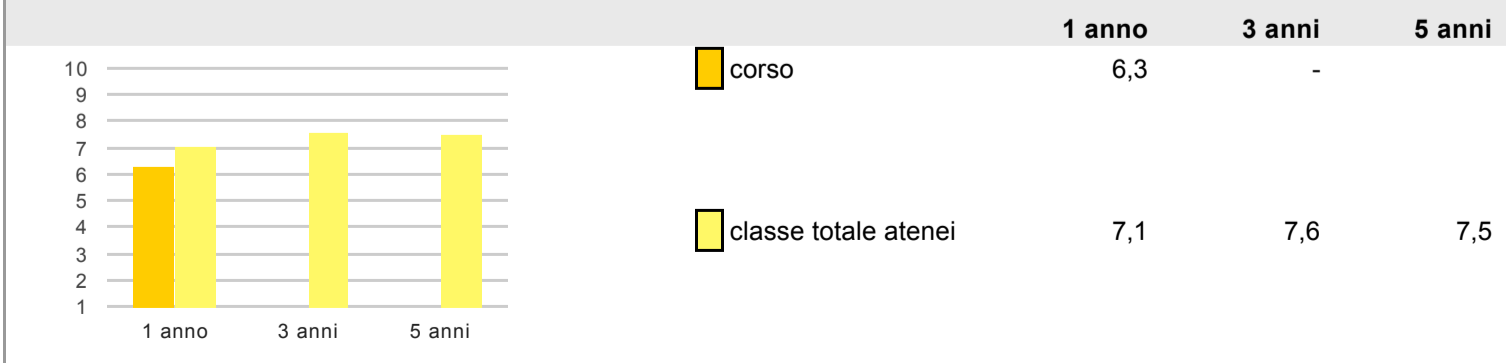 1 anno 3 anni 5 anni
10
9
8
7
6
5
4
3
2
1
1 anno 3 anni 5 anni
corso 6,3 -
classe totale atenei 7,1 7,6 7,5